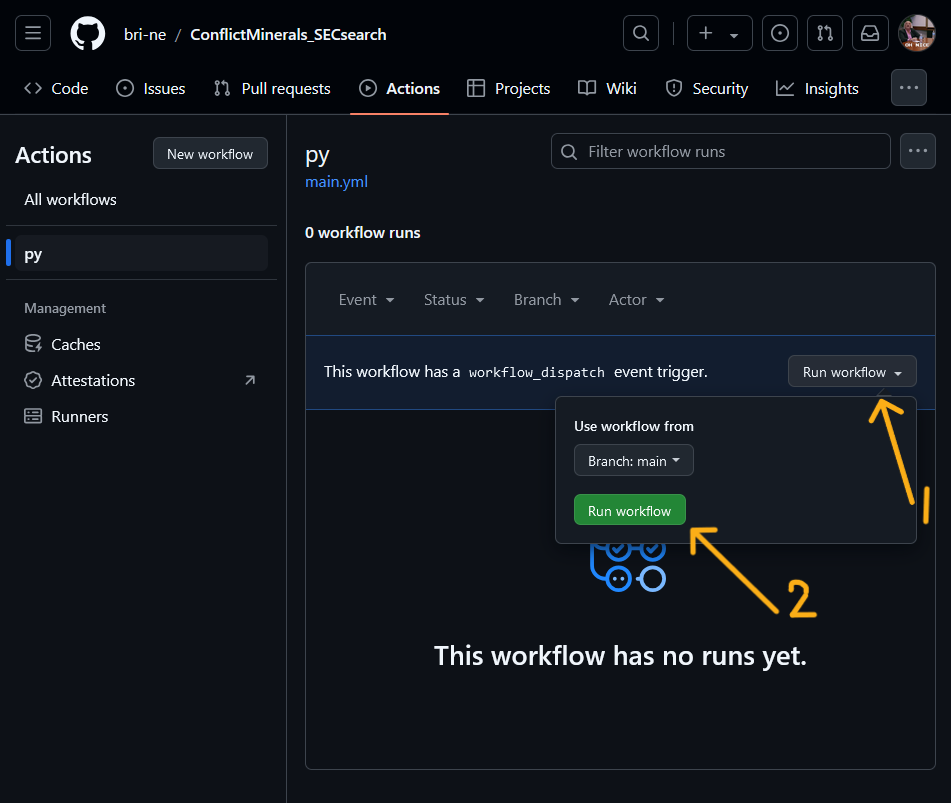 bri-ne / ConflictMinerals_SECsearch
Code Issues Pull requests Actions Projects Wiki Security Insights
Actions
New workflow
All workflows
py
Management
Caches
Attestations
Runners
py
main.yml
Filter workflow runs
0 workflow runs
Event Status Branch Actor
This workflow has a workflow_dispatch event trigger.
Run workflow
Use workflow from
Branch: main
Run workflow
1
2
This workflow has no runs yet.